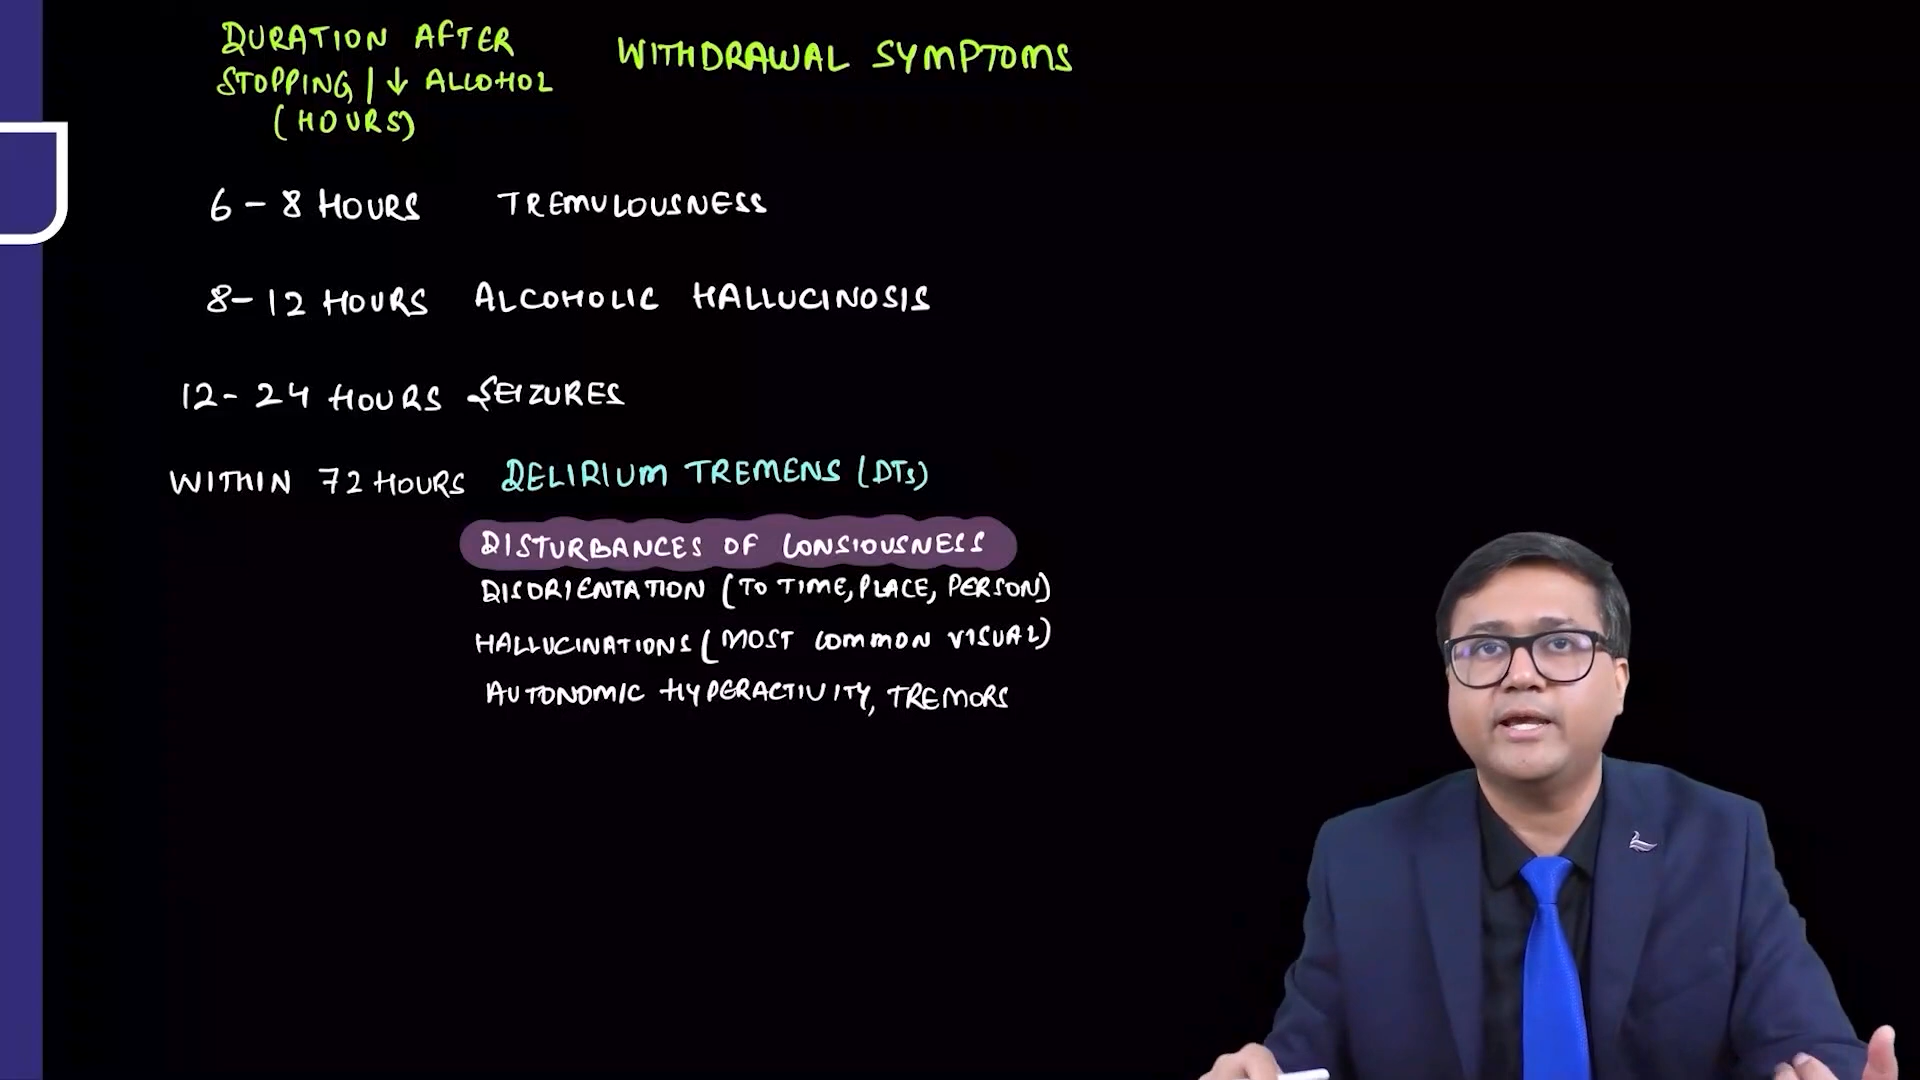 DURATION AFTER
STOPPING / ↓ ALCOHOL
(HOURS)
WITHDRAWAL SYMPTOMS
6 - 8 HOURS TREMULOUSNESS
8 - 12 HOURS ALCOHOLIC HALLUCINOSIS
12 - 24 HOURS SEIZURES
WITHIN 72 HOURS DELIRIUM TREMENS (DTs)
DISTURBANCES OF CONSIOUSNESS
DISORIENTATION (TO TIME, PLACE, PERSON)
HALLUCINATIONS (MOST COMMON VISUAL)
AUTONOMIC HYPERACTIVITY, TREMORS